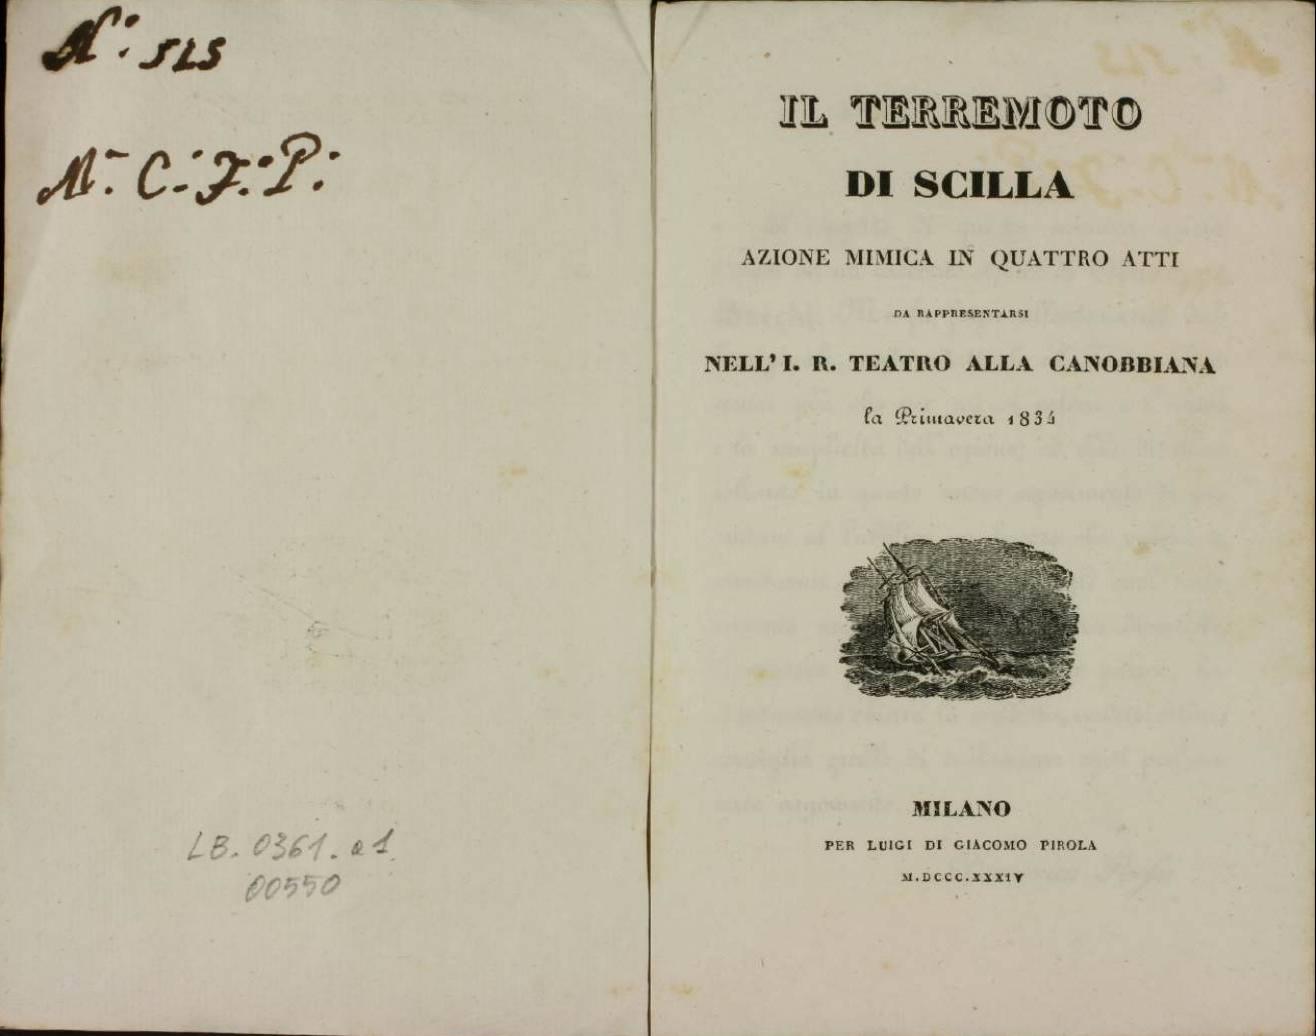 N.° 525
M.- C.- F.° P.:
LB. 0361. a1
00550
IL TERREMOTO
DI SCILLA
AZIONE MIMICA IN QUATTRO ATTI
DA RAPPRESENTARSI
NELL' I. R. TEATRO ALLA CANOBBIANA
la Primavera 1834
MILANO
PER LUIGI DI GIACOMO PIROLA
M.DCCC.XXXIV